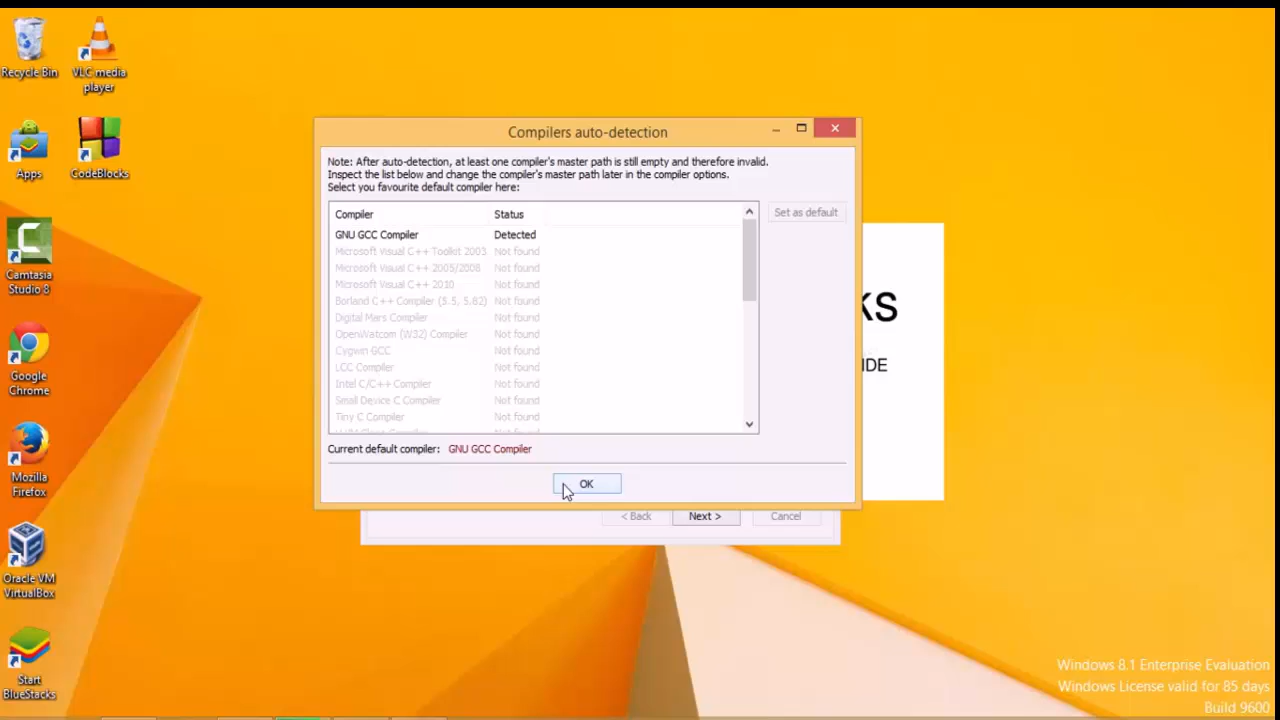 Recycle Bin
VLC media
player
Apps
CodeBlocks
Camtasia
Studio 8
Google
Chrome
Mozilla
Firefox
Oracle VM
VirtualBox
Start
BlueStacks
Compilers auto-detection
Note: After auto-detection, at least one compiler's master path is still empty and therefore invalid.
Inspect the list below and change the compiler's master path later in the compiler options.
Select you favourite default compiler here:
Compiler Status
Set as default
GNU GCC Compiler Detected
Microsoft Visual C++ Toolkit 2003 Not found
Microsoft Visual C++ 2005/2008 Not found
Microsoft Visual C++ 2010 Not found
Borland C++ Compiler (5.5, 5.82) Not found
Digital Mars Compiler Not found
OpenWatcom (W32) Compiler Not found
Cygwin GCC Not found
LCC Compiler Not found
Intel C/C++ Compiler Not found
Small Device C Compiler Not found
Tiny C Compiler Not found
Current default compiler: GNU GCC Compiler
OK
KS
IDE
< Back Next > Cancel
Windows 8.1 Enterprise Evaluation
Windows License valid for 85 days
Build 9600